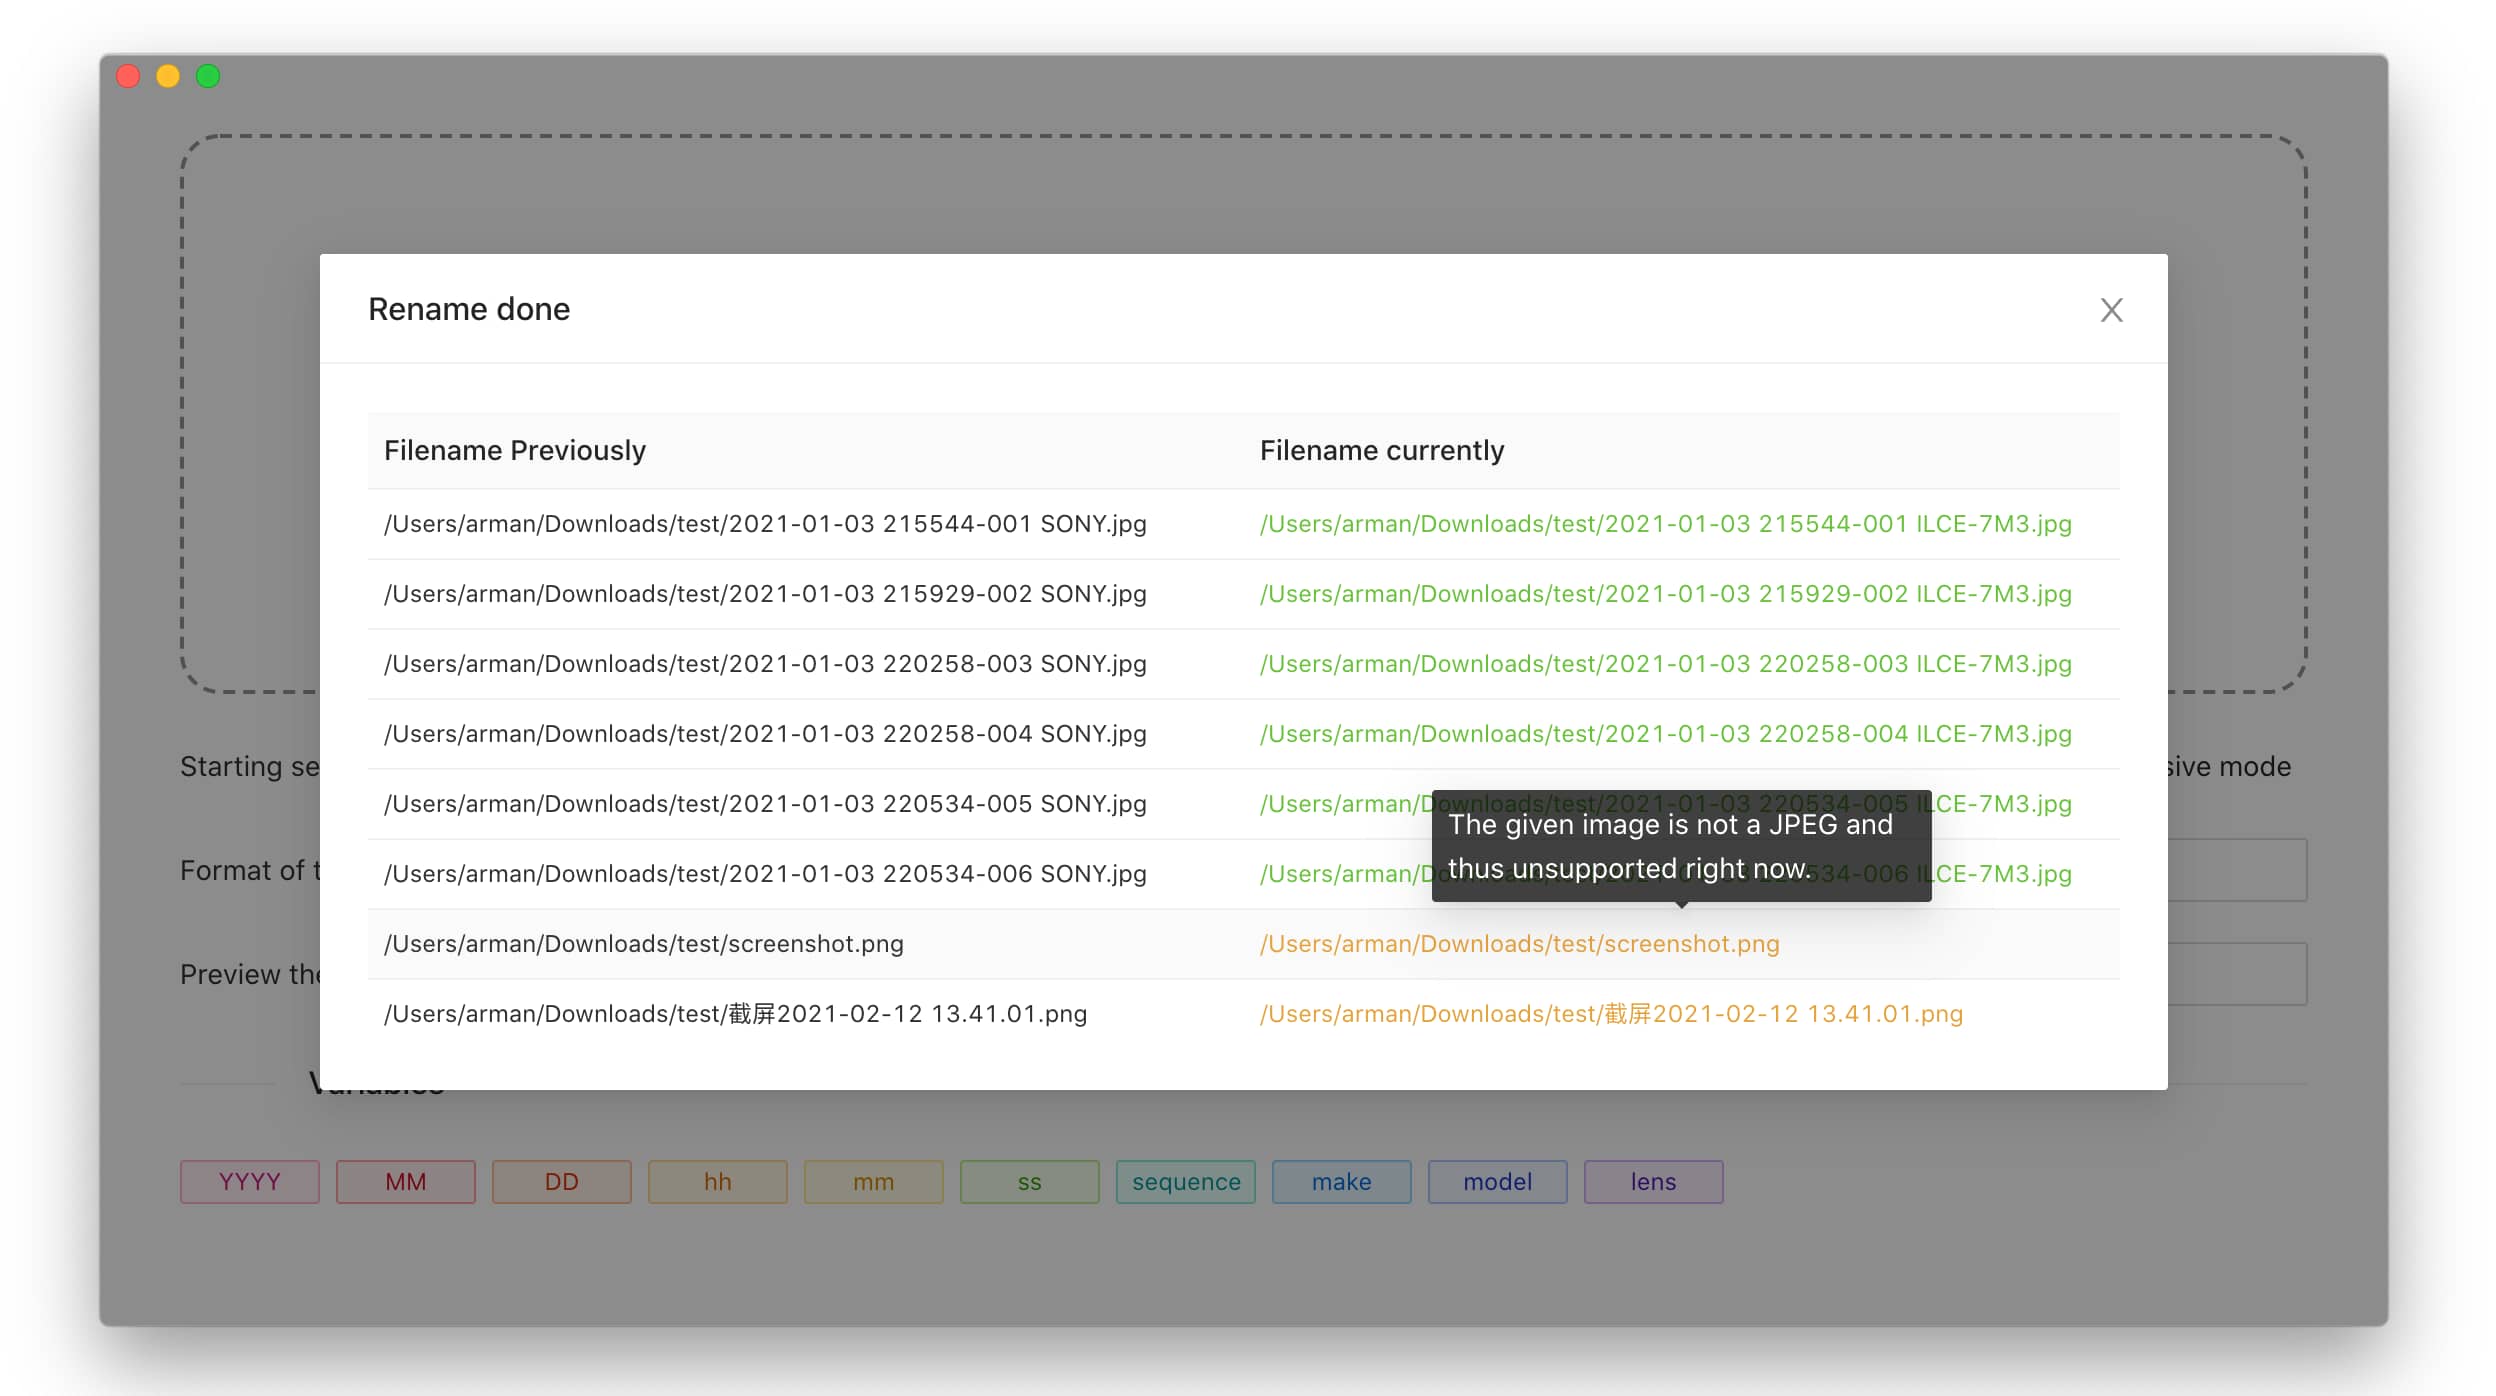 Rename done
Filename Previously Filename currently
/Users/arman/Downloads/test/2021-01-03 215544-001 SONY.jpg /Users/arman/Downloads/test/2021-01-03 215544-001 ILCE-7M3.jpg
/Users/arman/Downloads/test/2021-01-03 215929-002 SONY.jpg /Users/arman/Downloads/test/2021-01-03 215929-002 ILCE-7M3.jpg
/Users/arman/Downloads/test/2021-01-03 220258-003 SONY.jpg /Users/arman/Downloads/test/2021-01-03 220258-003 ILCE-7M3.jpg
/Users/arman/Downloads/test/2021-01-03 220258-004 SONY.jpg /Users/arman/Downloads/test/2021-01-03 220258-004 ILCE-7M3.jpg
Starting se sive mode
/Users/arman/Downloads/test/2021-01-03 220534-005 SONY.jpg /Users/arman/Downloads/test/2021-01-03 220534-005 ILCE-7M3.jpg
The given image is not a JPEG and
thus unsupported right now.
Format of t
/Users/arman/Downloads/test/2021-01-03 220534-006 SONY.jpg /Users/arman/Downloads/test/2021-01-03 220534-006 ILCE-7M3.jpg
/Users/arman/Downloads/test/screenshot.png /Users/arman/Downloads/test/screenshot.png
Preview the
/Users/arman/Downloads/test/截屏2021-02-12 13.41.01.png /Users/arman/Downloads/test/截屏2021-02-12 13.41.01.png
Variables
YYYY MM DD hh mm ss sequence make model lens